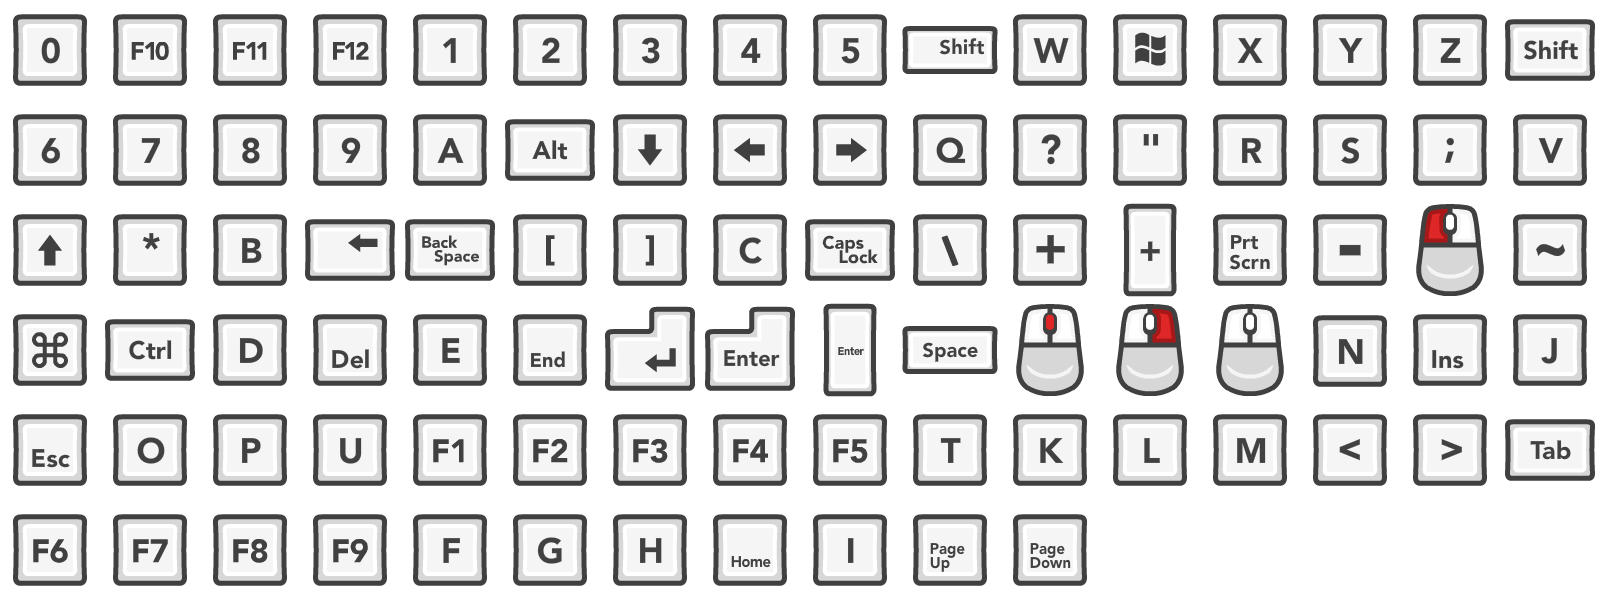 0 F10 F11 F12 1 2 3 4 5 Shift W X Y Z Shift
6 7 8 9 A Alt Q ? " R S ; V
* B Back Space [ ] C Caps Lock \ + + Prt Scrn - ~
⌘ Ctrl D Del E End Enter Enter Space N Ins J
Esc O P U F1 F2 F3 F4 F5 T K L M < > Tab
F6 F7 F8 F9 F G H Home I Page Up Page Down